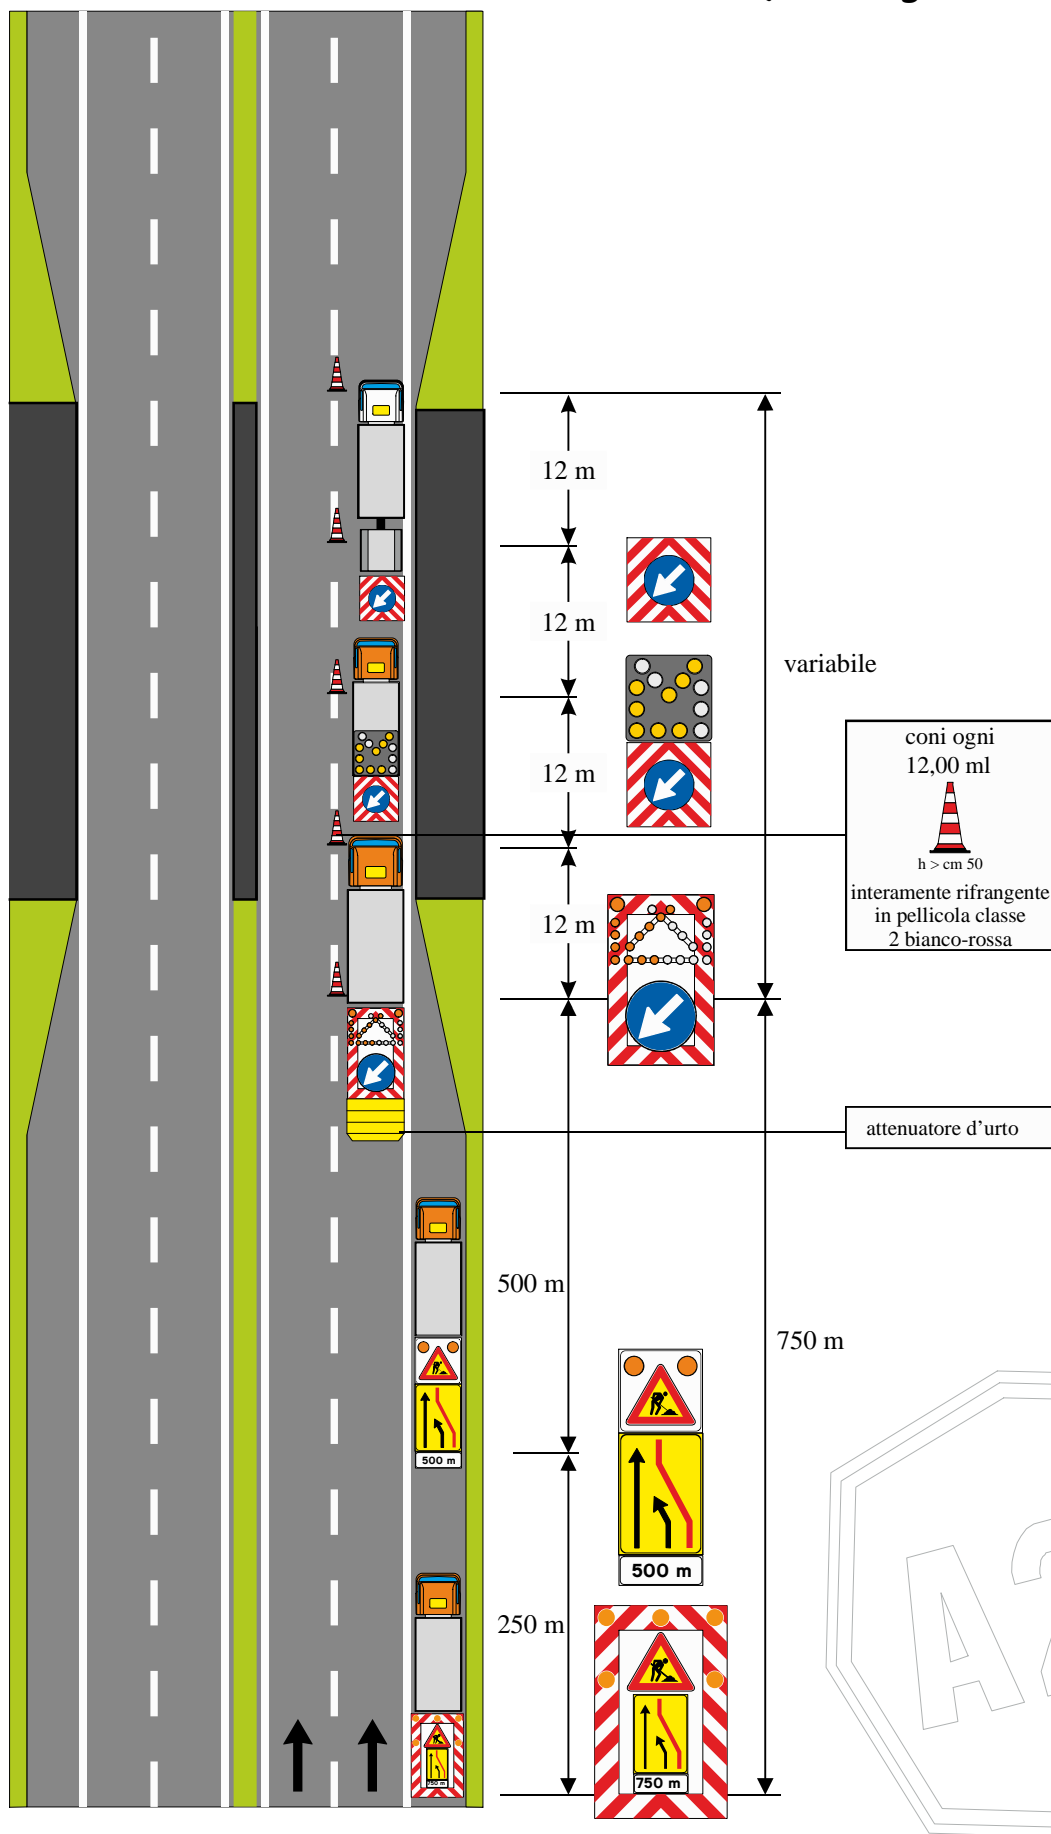 12 m
12 m
variabile
coni ogni
12,00 ml
12 m
h > cm 50
interamente rifrangente
in pellicola classe
2 bianco-rossa
12 m
attenuatore d'urto
500 m
750 m
500 m
500 m
250 m
750 m
750 m